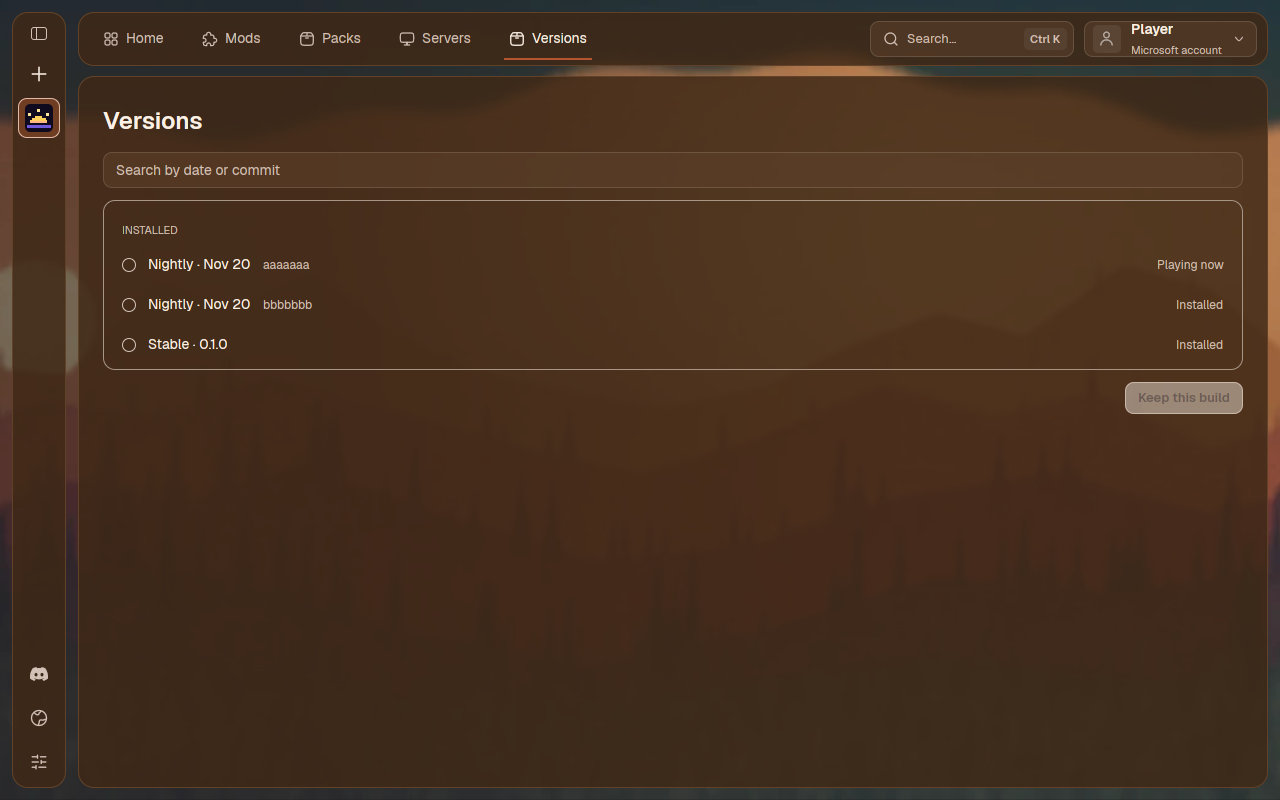 Home
Mods
Packs
Servers
Versions
Search...
Ctrl K
Player
Microsoft account
Versions
Search by date or commit
INSTALLED
Nightly · Nov 20 aaaaaaa Playing now
Nightly · Nov 20 bbbbbbb Installed
Stable · 0.1.0 Installed
Keep this build